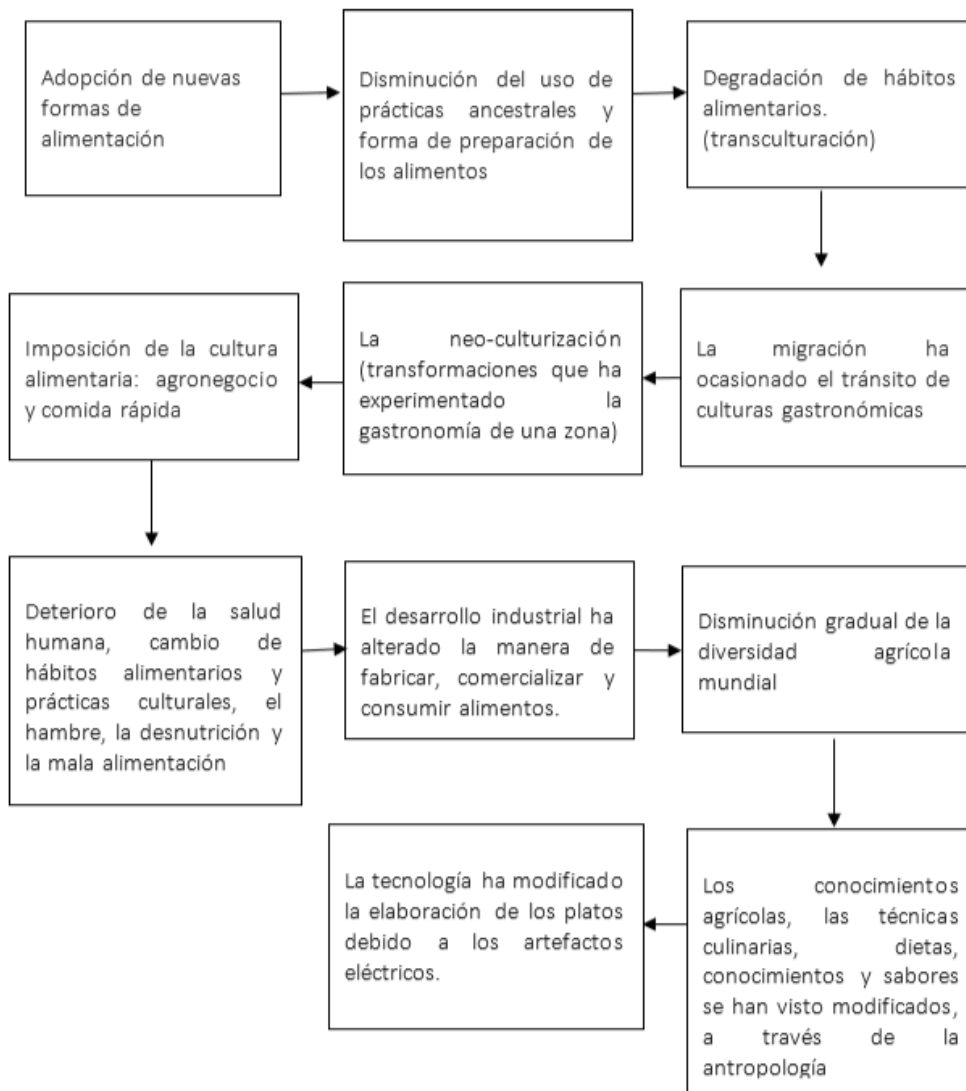 Adopción de nuevas
formas de
alimentación
Disminución del uso de
prácticas ancestrales y
forma de preparación de
los alimentos
Degradación de hábitos
alimentarios.
(transculturación)
La migración ha
ocasionado el tránsito de
culturas gastronómicas
La neo-culturización
(transformaciones que ha
experimentado la
gastronomía de una zona)
Imposición de la cultura
alimentaria: agronegocio
y comida rápida
Deterioro de la salud
humana, cambio de
hábitos alimentarios y
prácticas culturales, el
hambre, la desnutrición y
la mala alimentación
El desarrollo industrial ha
alterado la manera de
fabricar, comercializar y
consumir alimentos.
Disminución gradual de la
diversidad agrícola
mundial
Los conocimientos
agrícolas, las técnicas
culinarias, dietas,
conocimientos y sabores
se han visto modificados,
a través de la
antropología
La tecnología ha modificado
la elaboración de los platos
debido a los artefactos
eléctricos.